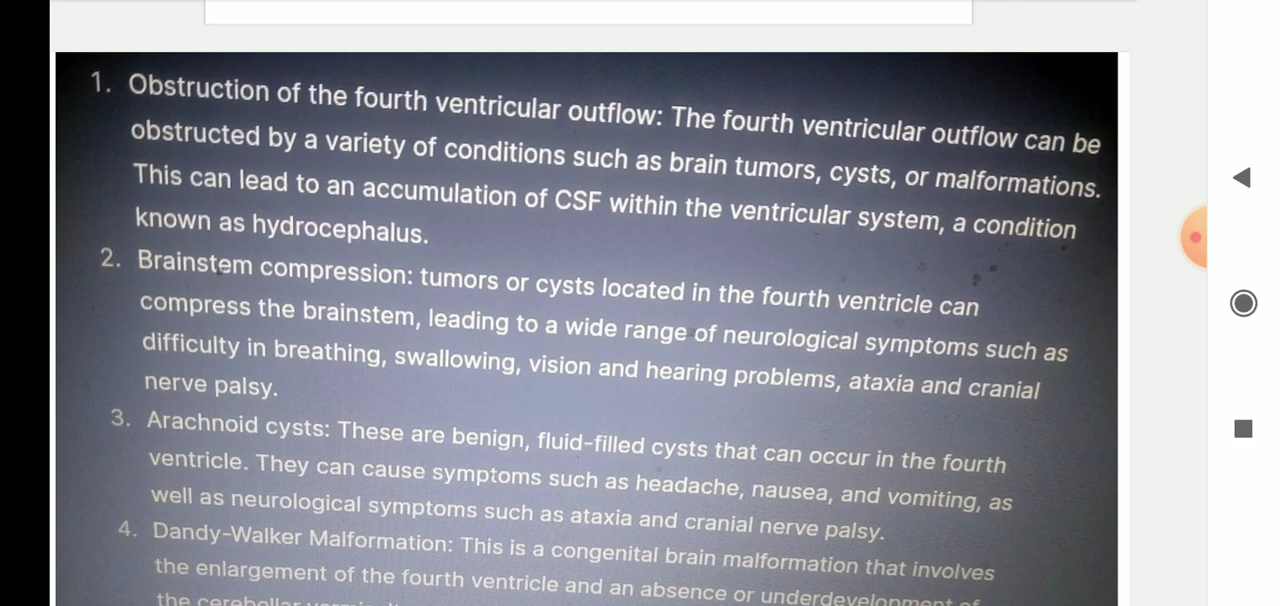 1. Obstruction of the fourth ventricular outflow: The fourth ventricular outflow can be
obstructed by a variety of conditions such as brain tumors, cysts, or malformations.
This can lead to an accumulation of CSF within the ventricular system, a condition
known as hydrocephalus.
2. Brainstem compression: tumors or cysts located in the fourth ventricle can
compress the brainstem, leading to a wide range of neurological symptoms such as
difficulty in breathing, swallowing, vision and hearing problems, ataxia and cranial
nerve palsy.
3. Arachnoid cysts: These are benign, fluid-filled cysts that can occur in the fourth
ventricle. They can cause symptoms such as headache, nausea, and vomiting, as
well as neurological symptoms such as ataxia and cranial nerve palsy.
4. Dandy-Walker Malformation: This is a congenital brain malformation that involves
the enlargement of the fourth ventricle and an absence or underdevelopment of
the cerebellar